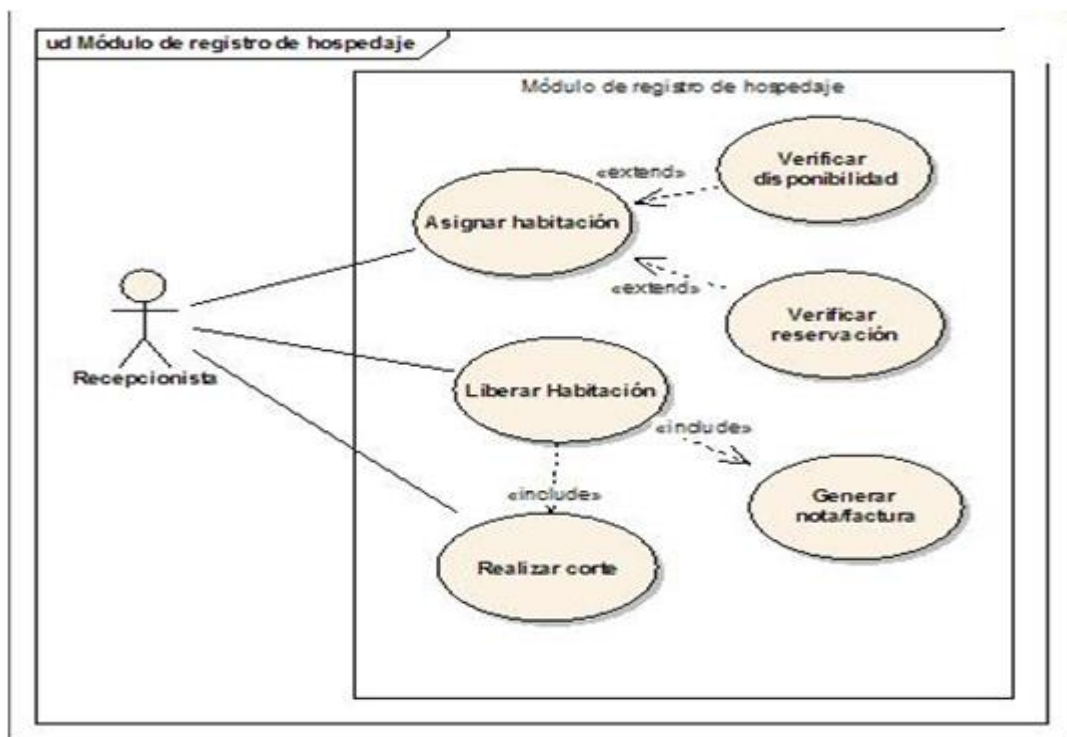 ud Módulo de registro de hospedaje
Módulo de registro de hospedaje
Verificar
disponibilidad
«extend»
Asignar habitación
«extend»
Verificar
reservación
Recepcionista
Liberar Habitación
«include»
Generar
nota/factura
«include»
Realizar corte